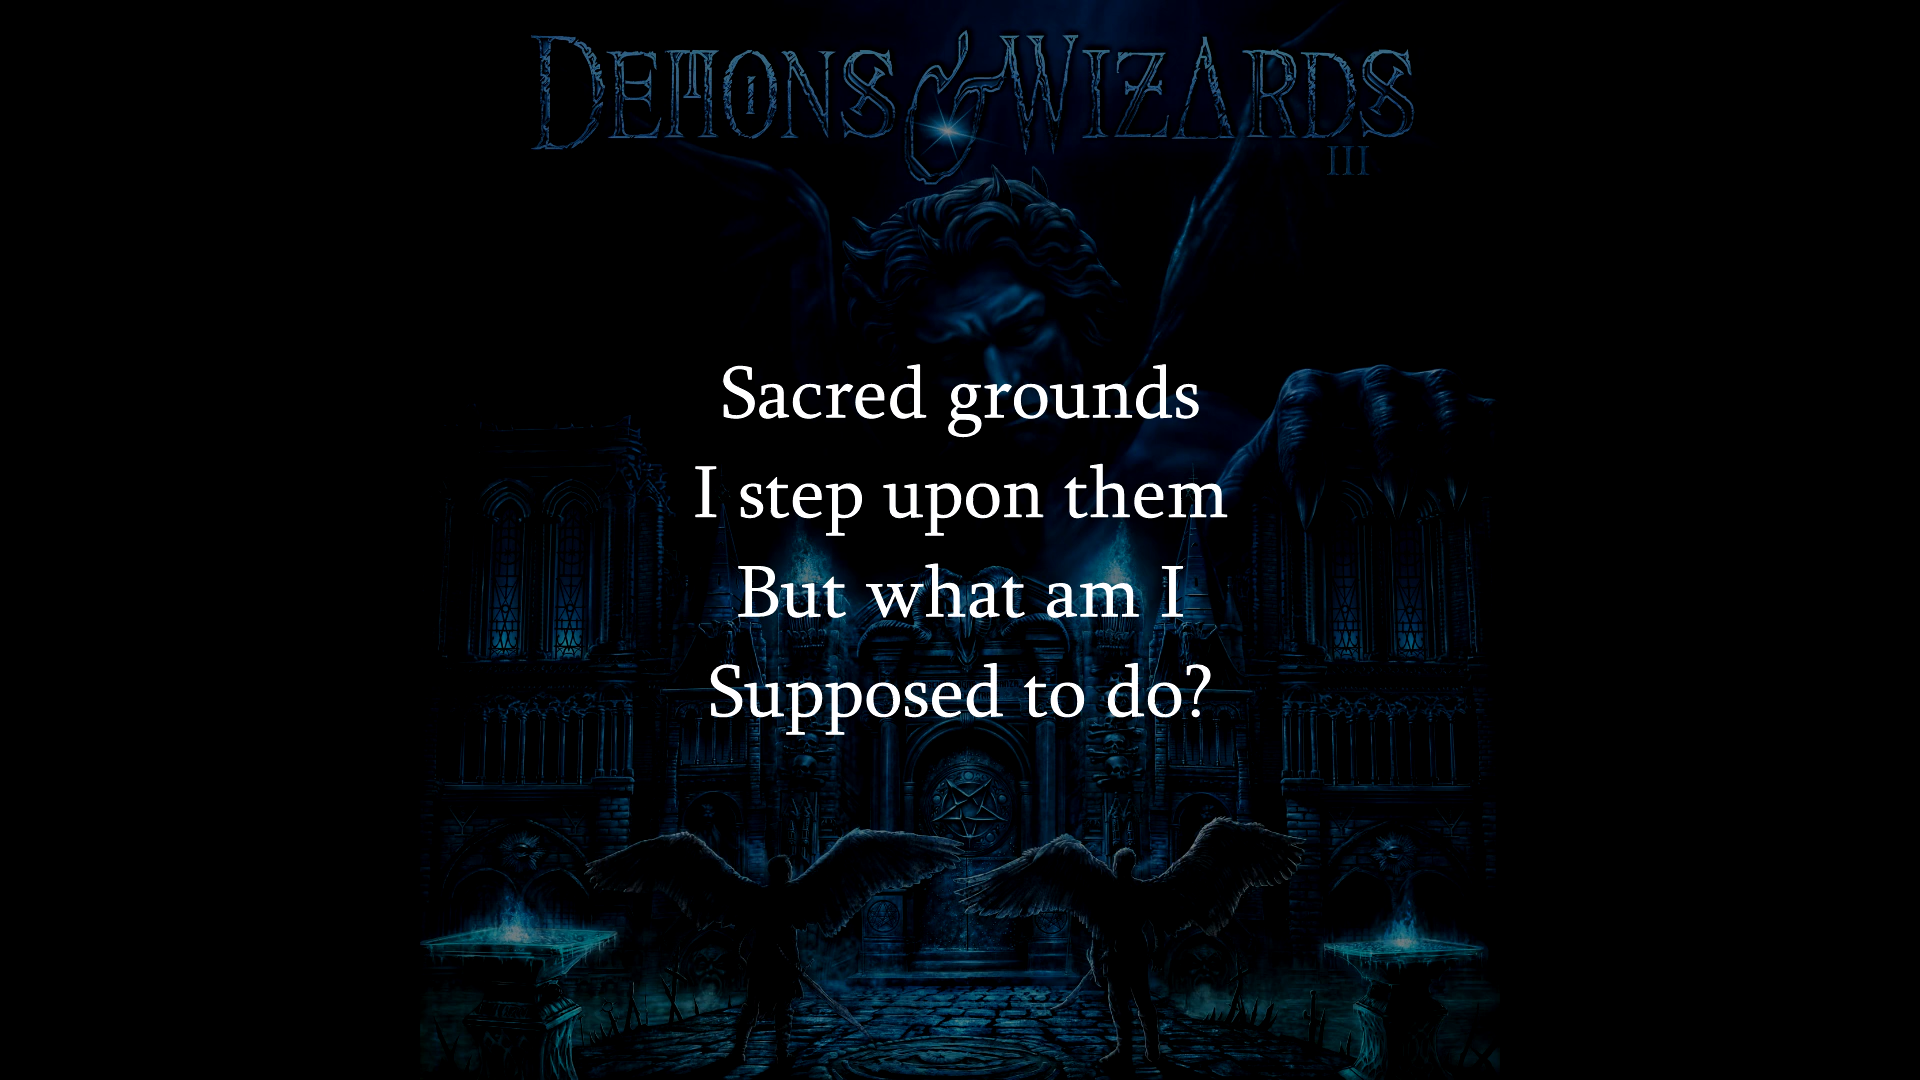 DEMONS & WIZARDS
III
Sacred grounds
I step upon them
But what am I
Supposed to do?